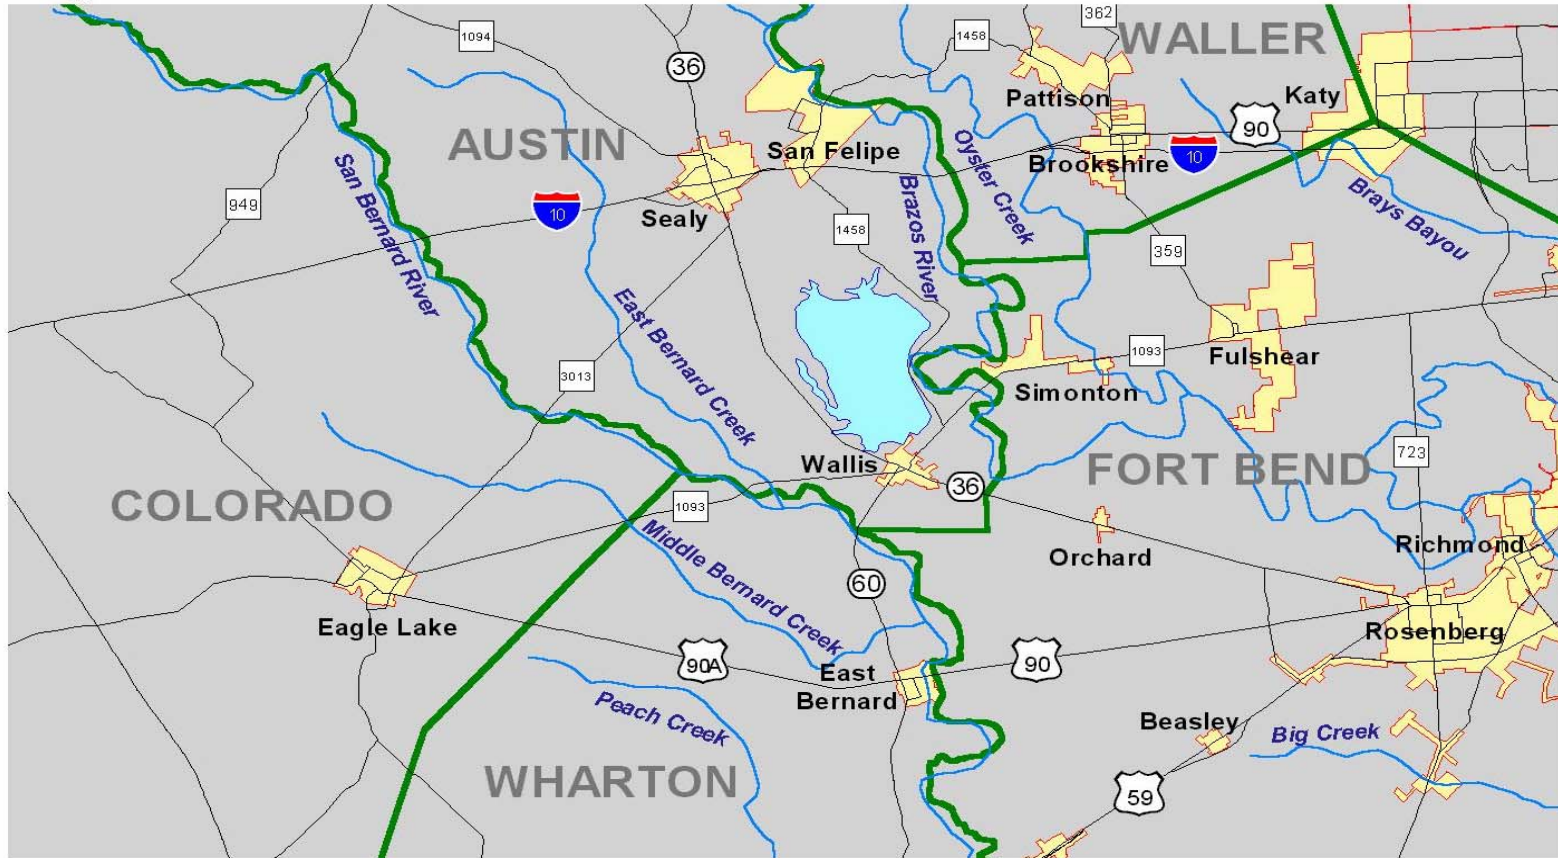 362
1094
1458
WALLER
36
Katy
Pattison
90
AUSTIN
San Felipe
Oyster Creek
Brookshire
10
San Bernard River
Brazos River
Brays Bayou
949
10
Sealy
1458
359
East Bernard Creek
1093
Fulshear
3013
Simonton
723
Wallis
FORT BEND
36
COLORADO
1093
Middle Bernard Creek
Orchard
Richmond
60
Eagle Lake
Rosenberg
90A
90
East
Bernard
Peach Creek
Beasley
Big Creek
WHARTON
59